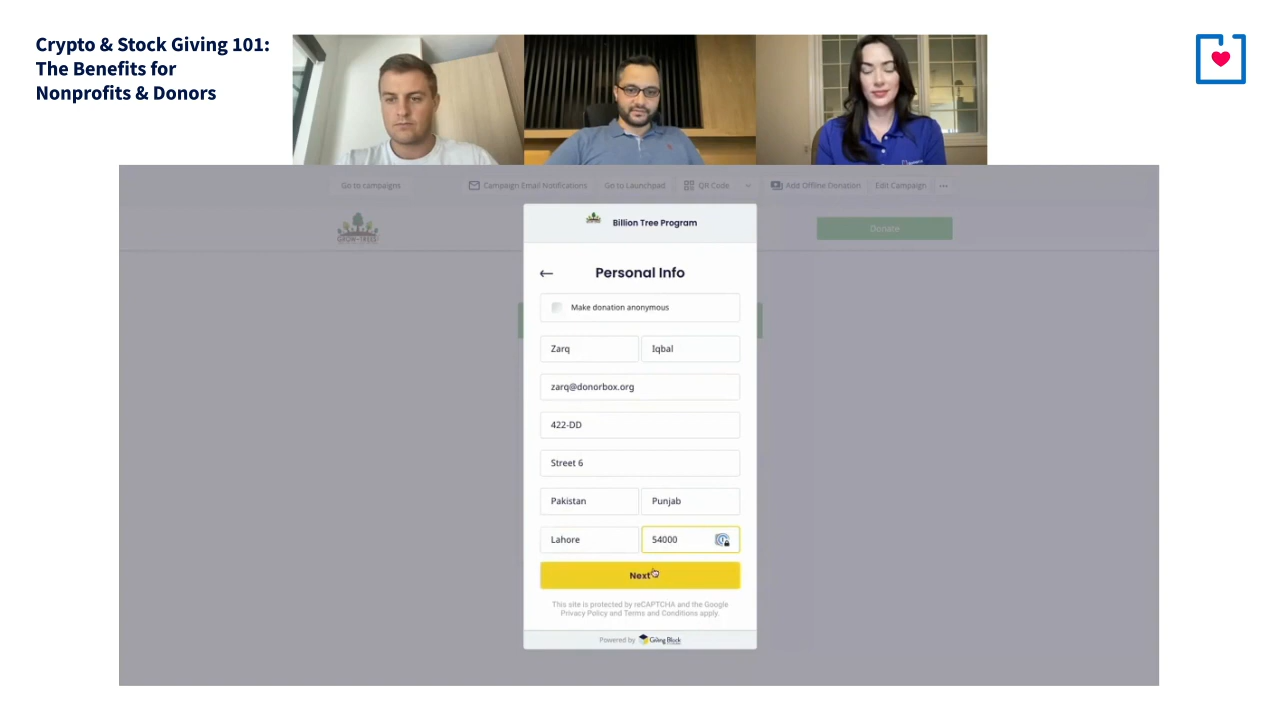 Crypto & Stock Giving 101:
The Benefits for
Nonprofits & Donors
Go to campaigns
Campaign Email Notifications
Go to Launchpad
QR Code
Add Offline Donation
Edit Campaign
Billion Tree Program
GROW-TREES
Donate
Personal Info
Make donation anonymous
Zarq
Iqbal
zarq@donorbox.org
422-DD
Street 6
Pakistan
Punjab
Lahore
54000
Next
This site is protected by reCAPTCHA and the Google
Privacy Policy and Terms and Conditions apply.
Powered by Giving Block